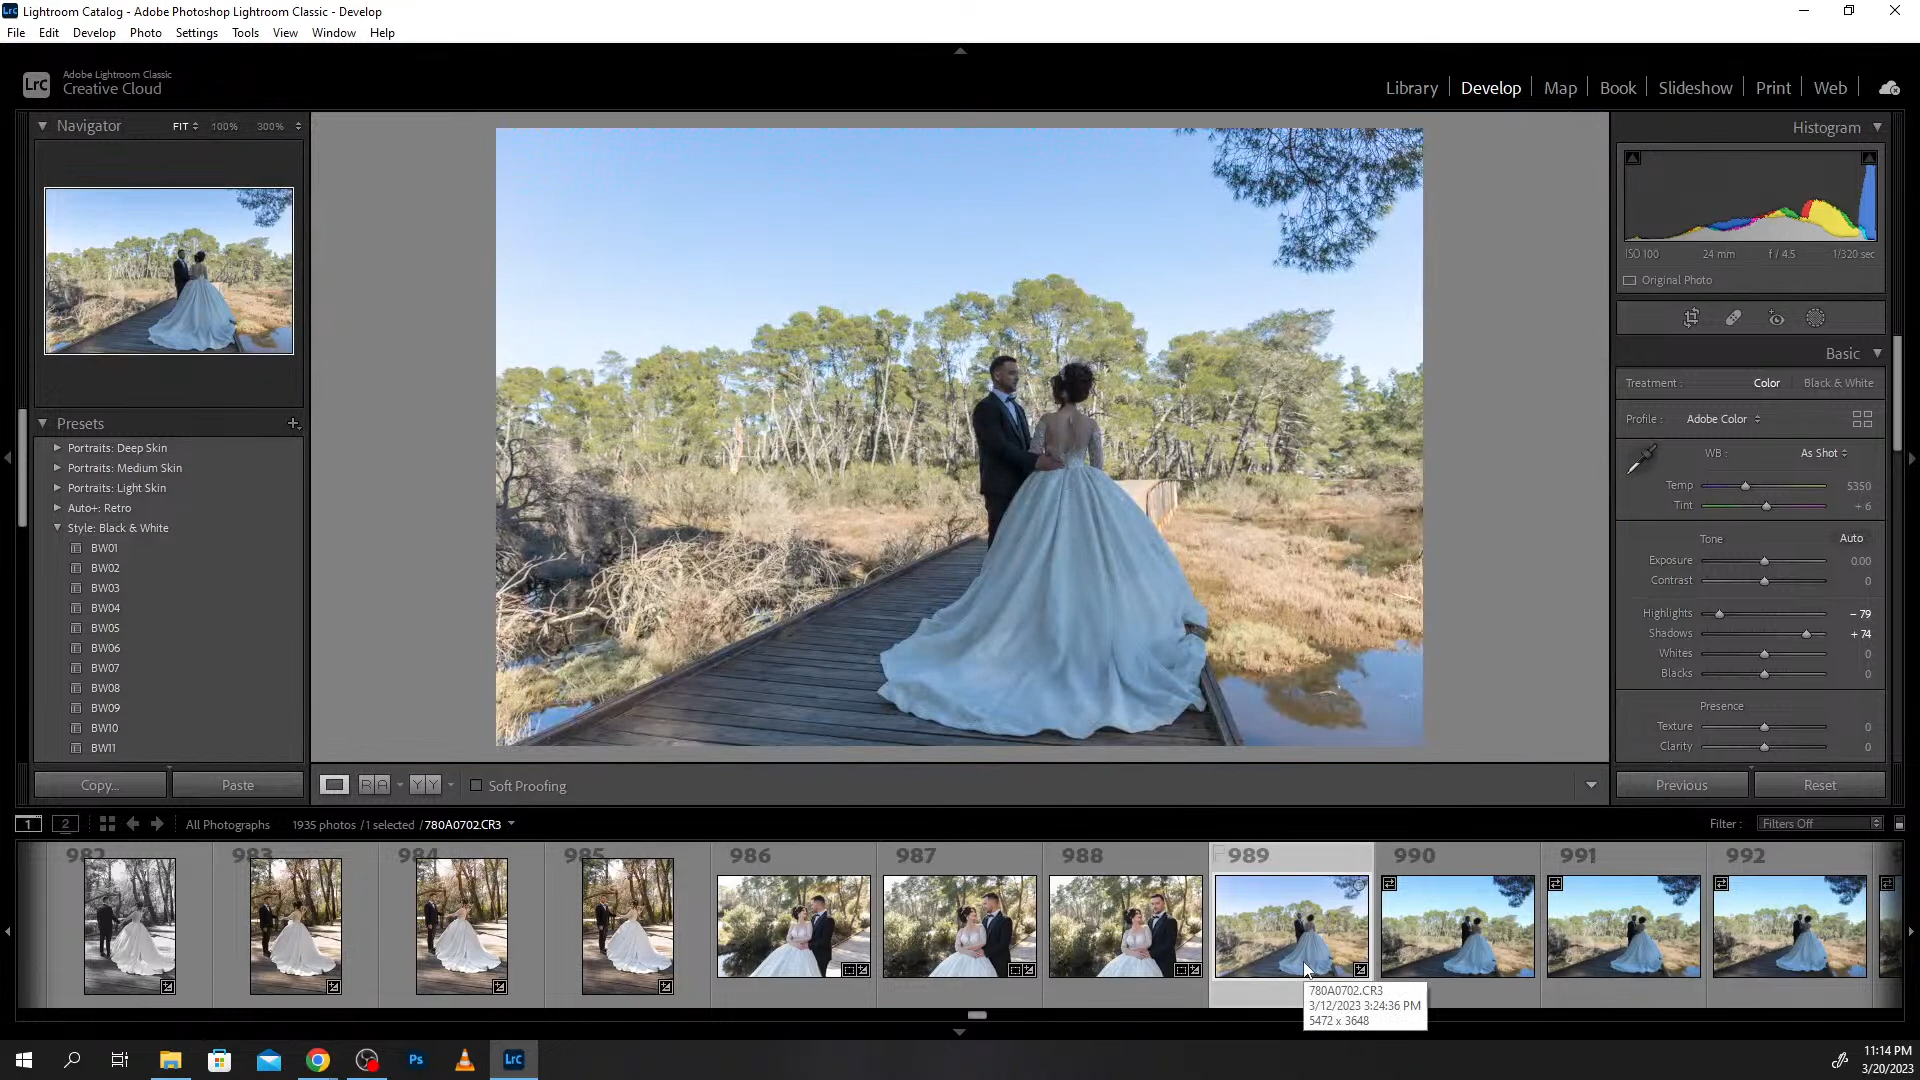 Lightroom Catalog - Adobe Photoshop Lightroom Classic - Develop
File Edit Develop Photo Settings Tools View Window Help
LrC Adobe Lightroom Classic
Creative Cloud
Library Develop Map Book Slideshow Print Web
Navigator FIT 100% 300%
Histogram
ISO 100 24 mm f / 4.5 1/320 sec
Original Photo
Basic
Treatment : Color Black & White
Profile : Adobe Color
WB : As Shot
Temp 5350
Tint + 6
Tone Auto
Exposure 0.00
Contrast 0
Highlights – 79
Shadows + 74
Whites 0
Blacks 0
Presence
Texture 0
Clarity 0
Previous Reset
Presets
Portraits: Deep Skin
Portraits: Medium Skin
Portraits: Light Skin
Auto+: Retro
Style: Black & White
BW01
BW02
BW03
BW04
BW05
BW06
BW07
BW08
BW09
BW10
BW11
Copy... Paste
R A Y Y Soft Proofing
1 2 All Photographs 1935 photos / 1 selected / 780A0702.CR3
Filter : Filters Off
982 983 984 985 986 987 988 989 990 991 992
780A0702.CR3
3/12/2023 3:24:36 PM
5472 x 3648
Ps LrC
11:14 PM
3/20/2023